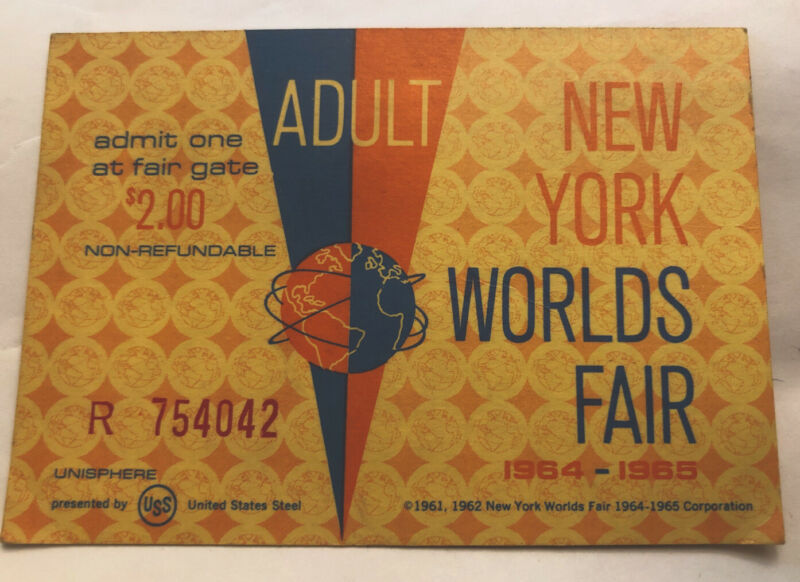 ADULT
admit one
at fair gate
$2.00
NON-REFUNDABLE
NEW
YORK
WORLDS
FAIR
1964 - 1965
R 754042
UNISPHERE
presented by USS United States Steel
©1961, 1962 New York Worlds Fair 1964-1965 Corporation